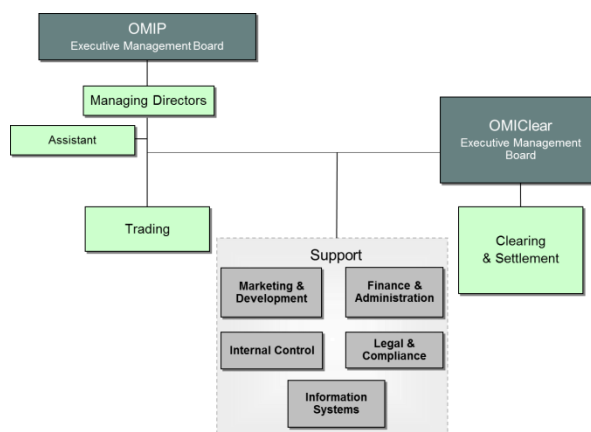 OMIP
Executive Management Board
Managing Directors
Assistant
OMIClear
Executive Management
Board
Trading
Clearing
& Settlement
Support
Marketing &
Development
Finance &
Administration
Internal Control
Legal &
Compliance
Information
Systems